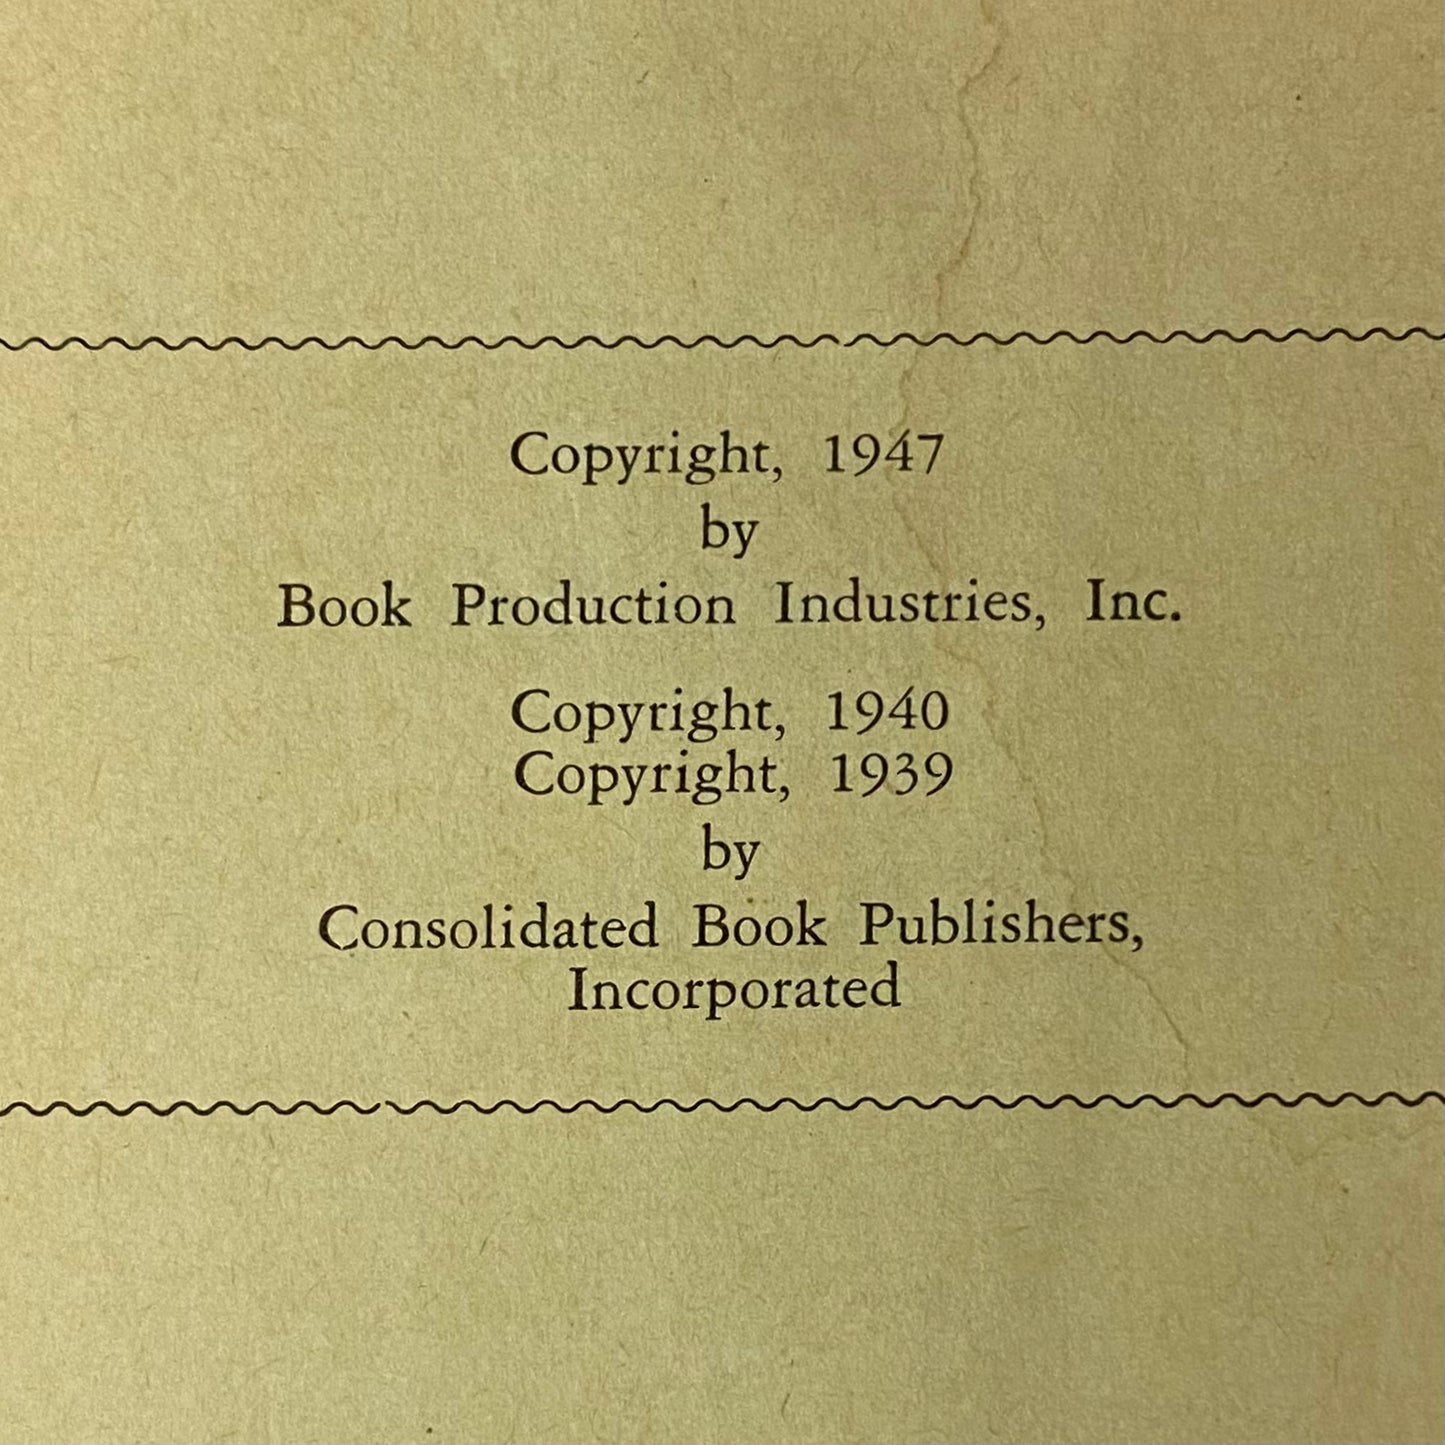 Copyright, 1947
by
Book Production Industries, Inc.
Copyright, 1940
Copyright, 1939
by
Consolidated Book Publishers,
Incorporated